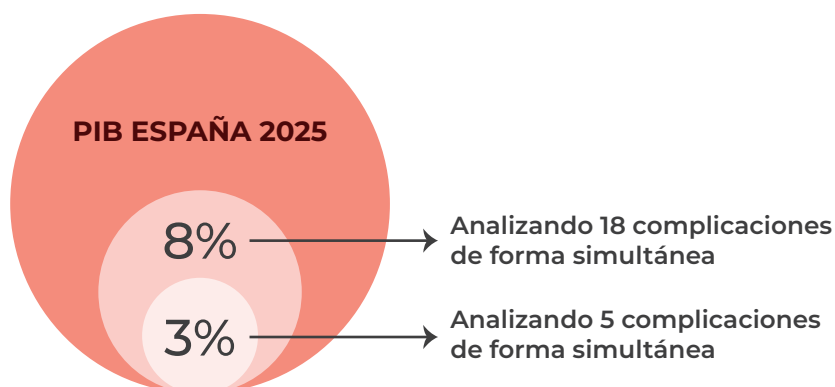 PIB ESPAÑA 2025
8%
Analizando 18 complicaciones
de forma simultánea
3%
Analizando 5 complicaciones
de forma simultánea